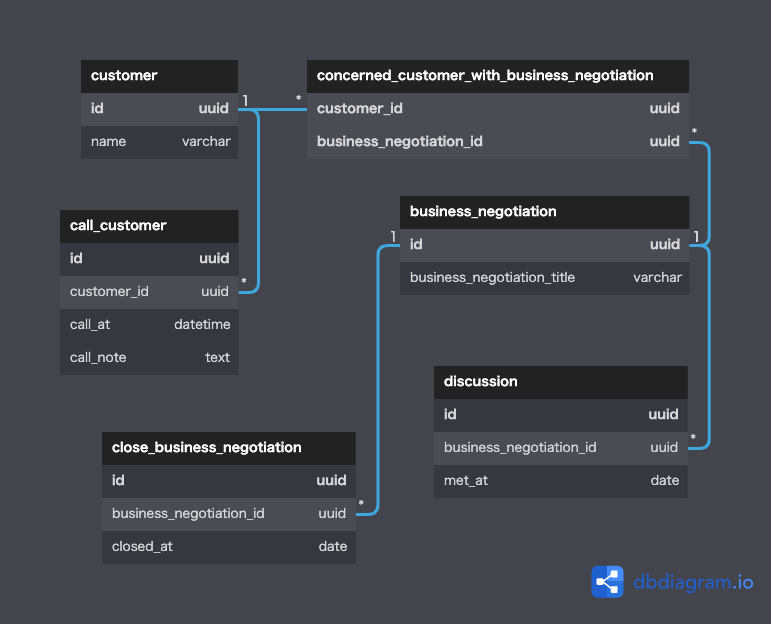 customer
id uuid
name varchar
1 *
concerned_customer_with_business_negotiation
customer_id uuid
business_negotiation_id uuid
*
call_customer
id uuid
customer_id uuid
*
call_at datetime
call_note text
business_negotiation
1 1
id uuid
business_negotiation_title varchar
discussion
id uuid
business_negotiation_id uuid
*
met_at date
close_business_negotiation
id uuid
business_negotiation_id uuid
*
closed_at date
dbdiagram.io